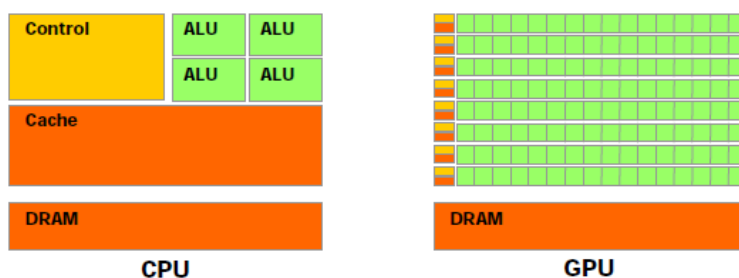 Control
ALU ALU
ALU ALU
Cache
DRAM
CPU
DRAM
GPU